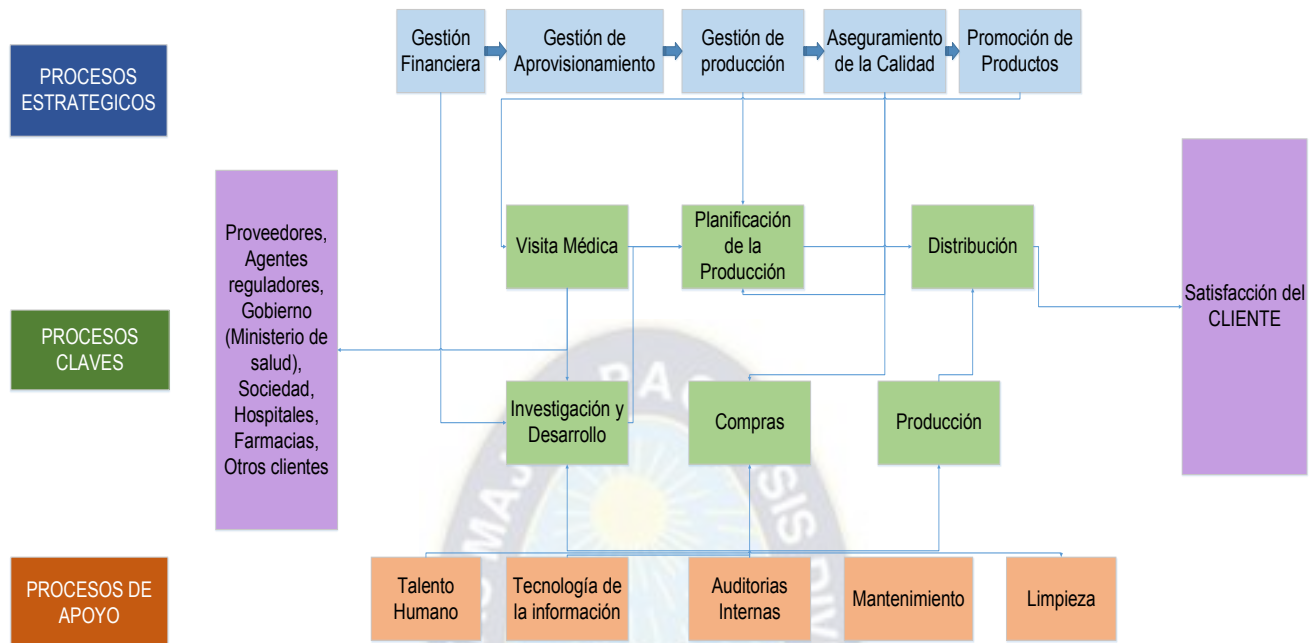 PROCESOS
ESTRATEGICOS
Gestión
Financiera
Gestión de
Aprovisionamiento
Gestión de
producción
Aseguramiento
de la Calidad
Promoción de
Productos
PROCESOS
CLAVES
Proveedores,
Agentes
reguladores,
Gobierno
(Ministerio de
salud),
Sociedad,
Hospitales,
Farmacias,
Otros clientes
Visita Médica
Planificación
de la
Producción
Distribución
Investigación y
Desarrollo
Compras
Producción
Satisfacción del
CLIENTE
PROCESOS DE
APOYO
Talento
Humano
Tecnología de
la información
Auditorias
Internas
Mantenimiento
Limpieza